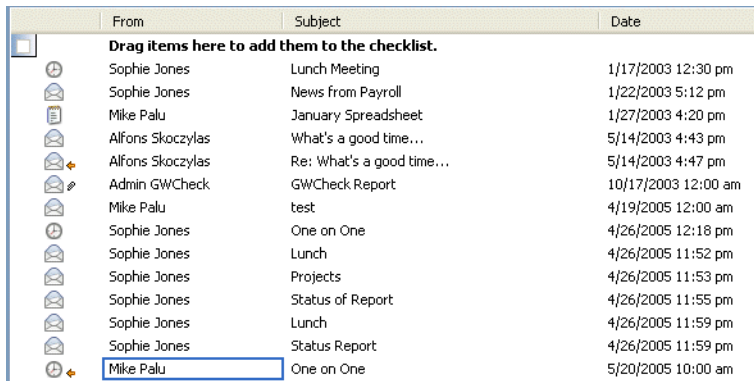 From Subject Date
Drag items here to add them to the checklist.
Sophie Jones Lunch Meeting 1/17/2003 12:30 pm
Sophie Jones News from Payroll 1/22/2003 5:12 pm
Mike Palu January Spreadsheet 1/27/2003 4:20 pm
Alfons Skoczylas What's a good time... 5/14/2003 4:43 pm
Alfons Skoczylas Re: What's a good time... 5/14/2003 4:47 pm
Admin GWCheck GWCheck Report 10/17/2003 12:00 am
Mike Palu test 4/19/2005 12:00 am
Sophie Jones One on One 4/26/2005 12:18 pm
Sophie Jones Lunch 4/26/2005 11:52 pm
Sophie Jones Projects 4/26/2005 11:53 pm
Sophie Jones Status of Report 4/26/2005 11:55 pm
Sophie Jones Lunch 4/26/2005 11:59 pm
Sophie Jones Status Report 4/26/2005 11:59 pm
Mike Palu One on One 5/20/2005 10:00 am